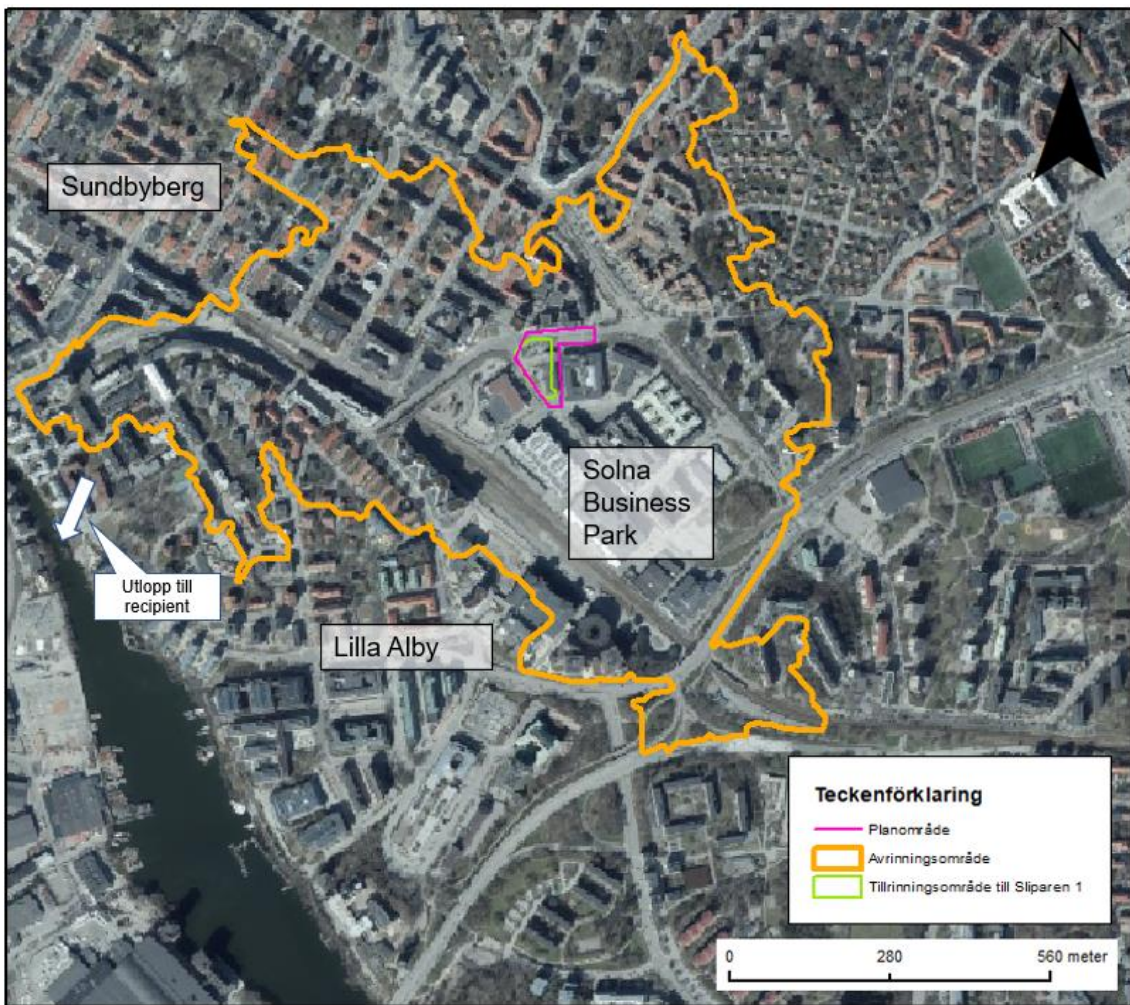 N
Sundbyberg
Solna
Business
Park
Utlopp till
recipient
Lilla Alby
Teckenförklaring
Planområde
Avrinningsområde
Tillrinningsområde till Sliparen 1
0 280 560 meter